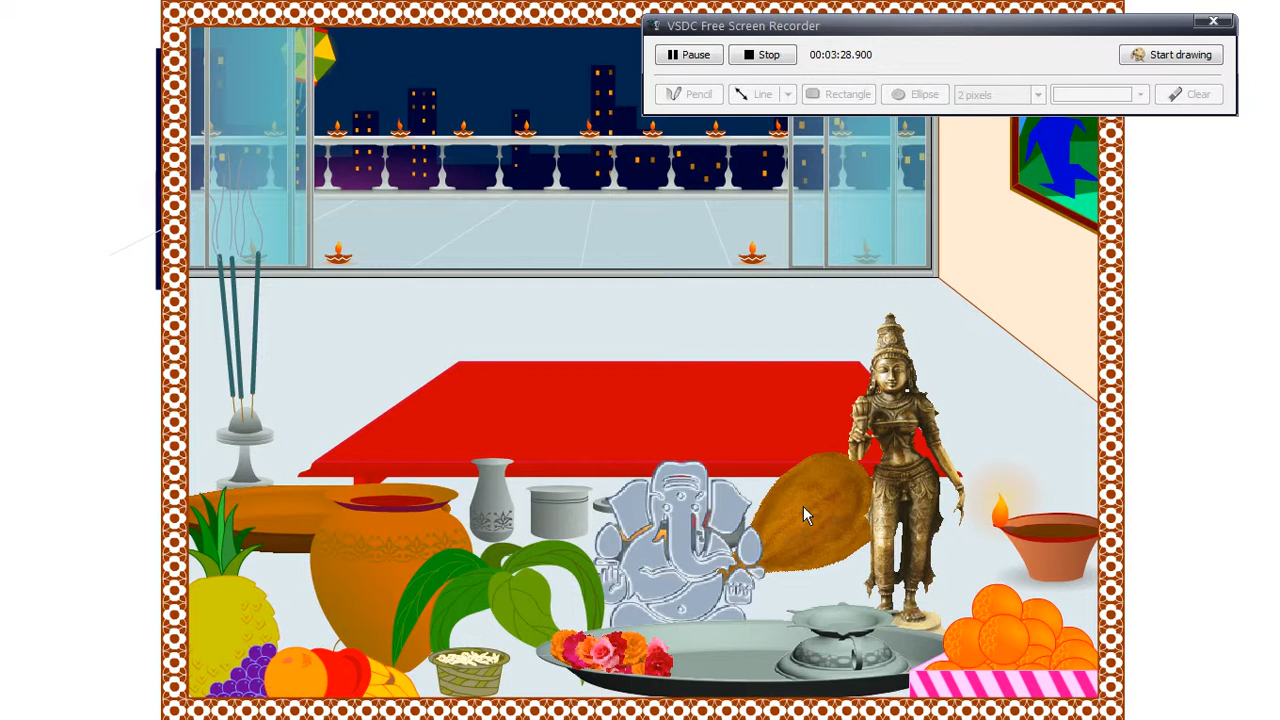 VSDC Free Screen Recorder
Pause Stop 00:03:28.900 Start drawing
Pencil Line Rectangle Ellipse 2 pixels Clear